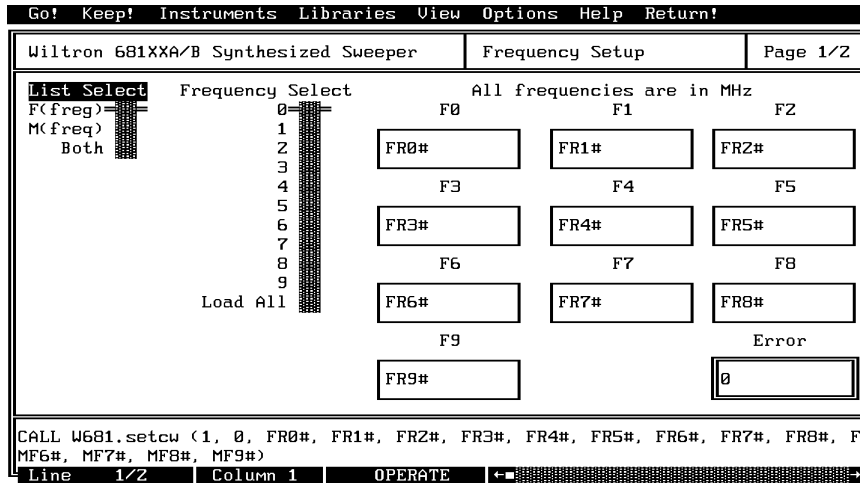 Go! Keep! Instruments Libraries View Options Help Return!
Wiltron 681XXA/B Synthesized Sweeper
Frequency Setup
Page 1/2
List Select
F(freg)
M(freq)
Both
Frequency Select
0
1
2
3
4
5
6
7
8
9
Load All
All frequencies are in MHz
F0 F1 F2
FR0# FR1# FR2#
F3 F4 F5
FR3# FR4# FR5#
F6 F7 F8
FR6# FR7# FR8#
F9 Error
FR9# 0
CALL W681.setcw (1, 0, FR0#, FR1#, FR2#, FR3#, FR4#, FR5#, FR6#, FR7#, FR8#, F
MF6#, MF7#, MF8#, MF9#)
Line 1/2 Column 1 OPERATE